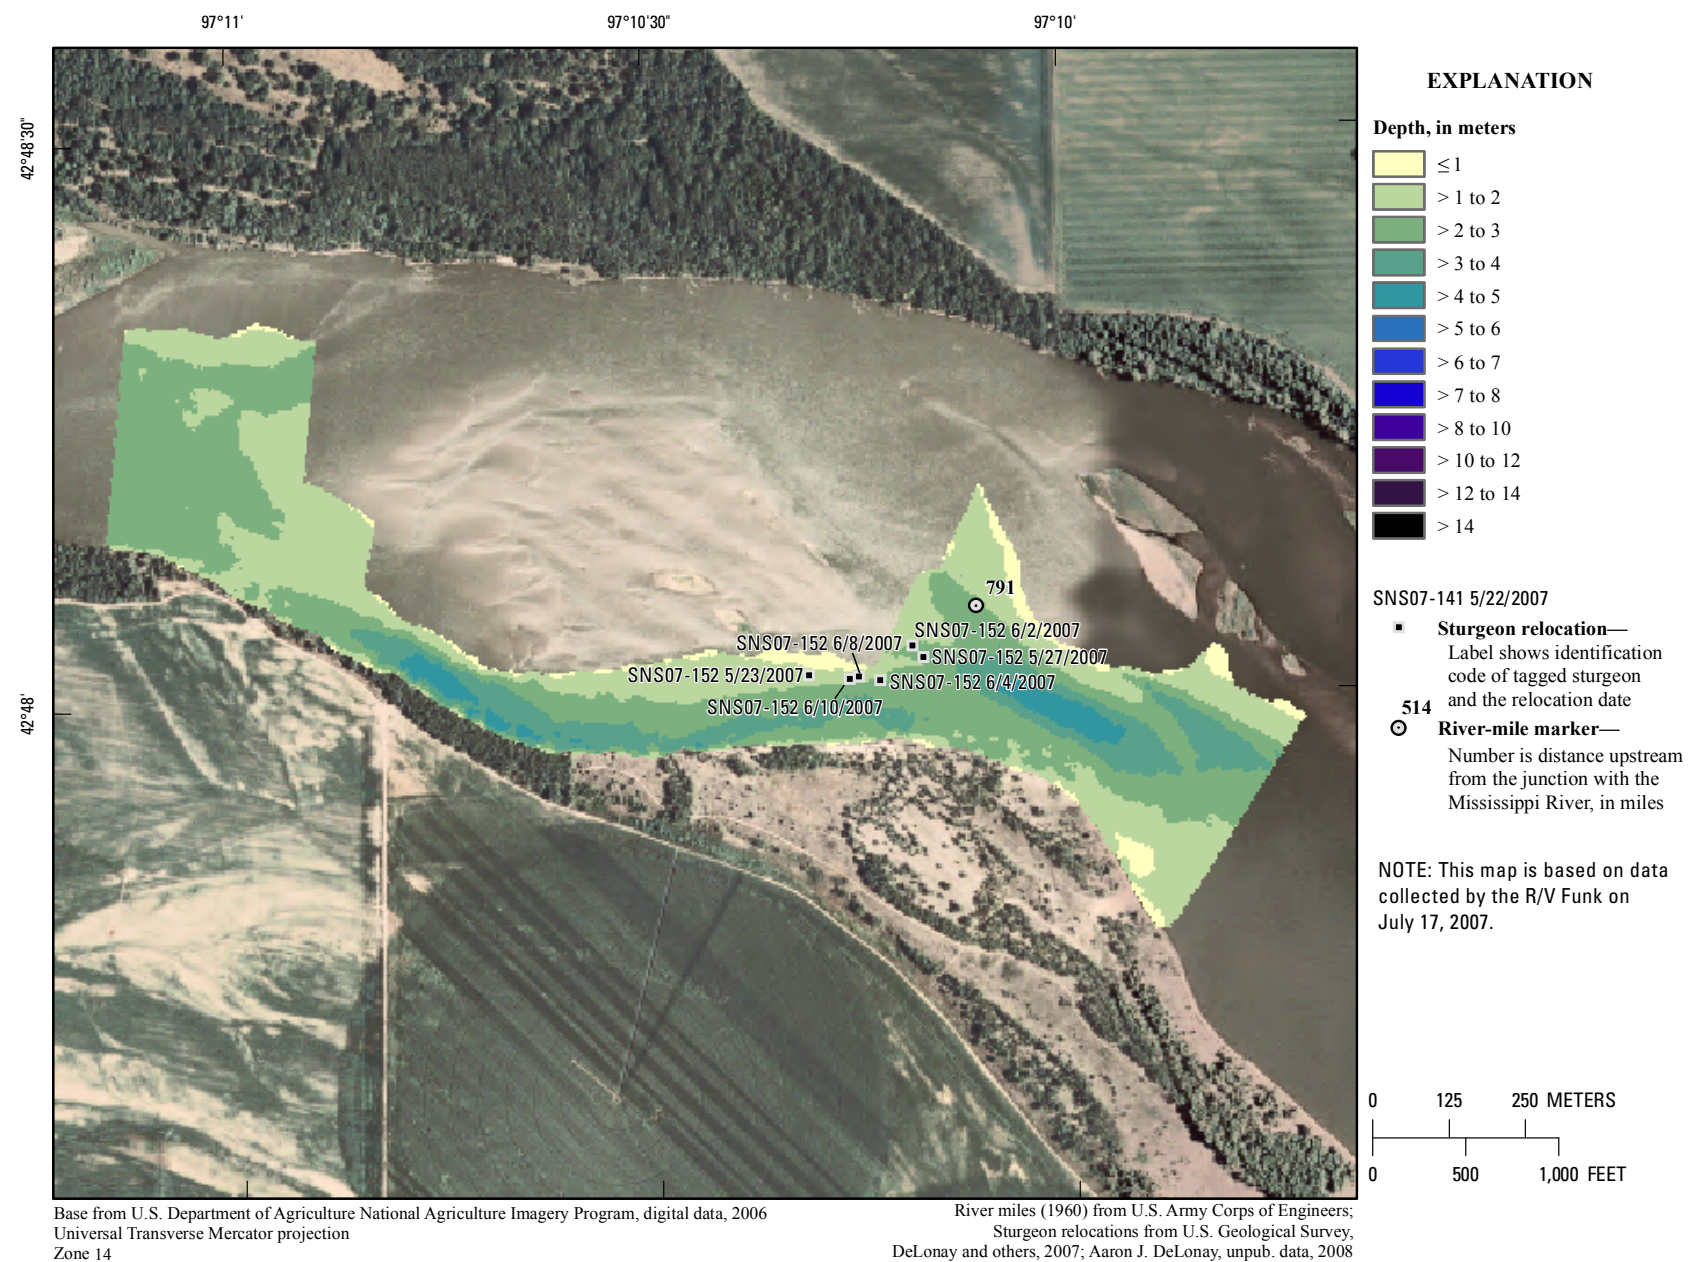 97°11'
97°10'30"
97°10'
42°48'30"
42°48'
791
SNS07-152 6/2/2007
SNS07-152 6/8/2007
SNS07-152 5/27/2007
SNS07-152 5/23/2007
SNS07-152 6/4/2007
SNS07-152 6/10/2007
EXPLANATION
Depth, in meters
≤ 1
> 1 to 2
> 2 to 3
> 3 to 4
> 4 to 5
> 5 to 6
> 6 to 7
> 7 to 8
> 8 to 10
> 10 to 12
> 12 to 14
> 14
SNS07-141 5/22/2007
Sturgeon relocation—
Label shows identification
code of tagged sturgeon
and the relocation date
514
River-mile marker—
Number is distance upstream
from the junction with the
Mississippi River, in miles
NOTE: This map is based on data
collected by the R/V Funk on
July 17, 2007.
0 125 250 METERS
0 500 1,000 FEET
Base from U.S. Department of Agriculture National Agriculture Imagery Program, digital data, 2006
Universal Transverse Mercator projection
Zone 14
River miles (1960) from U.S. Army Corps of Engineers;
Sturgeon relocations from U.S. Geological Survey,
DeLonay and others, 2007; Aaron J. DeLonay, unpub. data, 2008